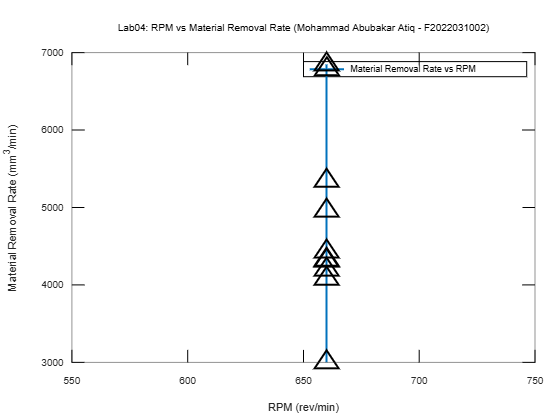 Lab04: RPM vs Material Removal Rate (Mohammad Abubakar Atiq - F2022031002)
7000
Material Removal Rate vs RPM
6000
5000
4000
3000
Material Removal Rate (mm³/min)
550
600
650
700
750
RPM (rev/min)